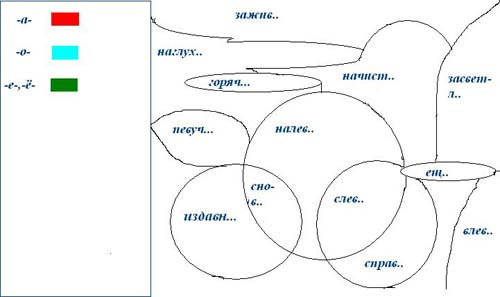 -а-
-о-
-е-,-ё-
зажив..
наглух..
горяч...
начист..
засвет-
л..
певуч...
налев..
сно-
в..
слев..
ещ..
издавн...
справ..
влев..